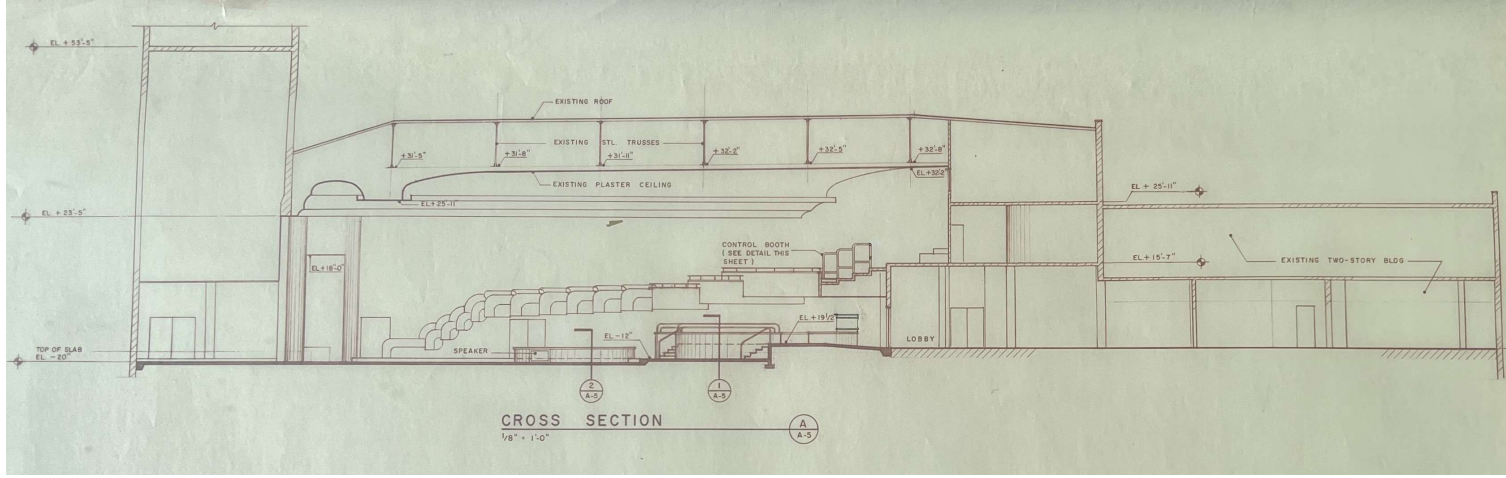 EL + 53'-5"
EXISTING ROOF
EXISTING STL. TRUSSES
+31'-5"
+31'-8"
+31'-11"
+32'-2"
+32'-5"
+32'-8"
EL+32'2"
EXISTING PLASTER CEILING
EL+25'-11"
EL + 25'-11"
EL + 23'-5"
CONTROL BOOTH
( SEE DETAIL THIS
SHEET )
EL+18'-0"
EL + 15'-7"
EXISTING TWO-STORY BLDG
EL.+19 1/2"
EL -12"
LOBBY
TOP OF SLAB
EL. -20"
SPEAKER
2
A-5
1
A-5
CROSS SECTION
A
A-5
1/8" = 1'-0"